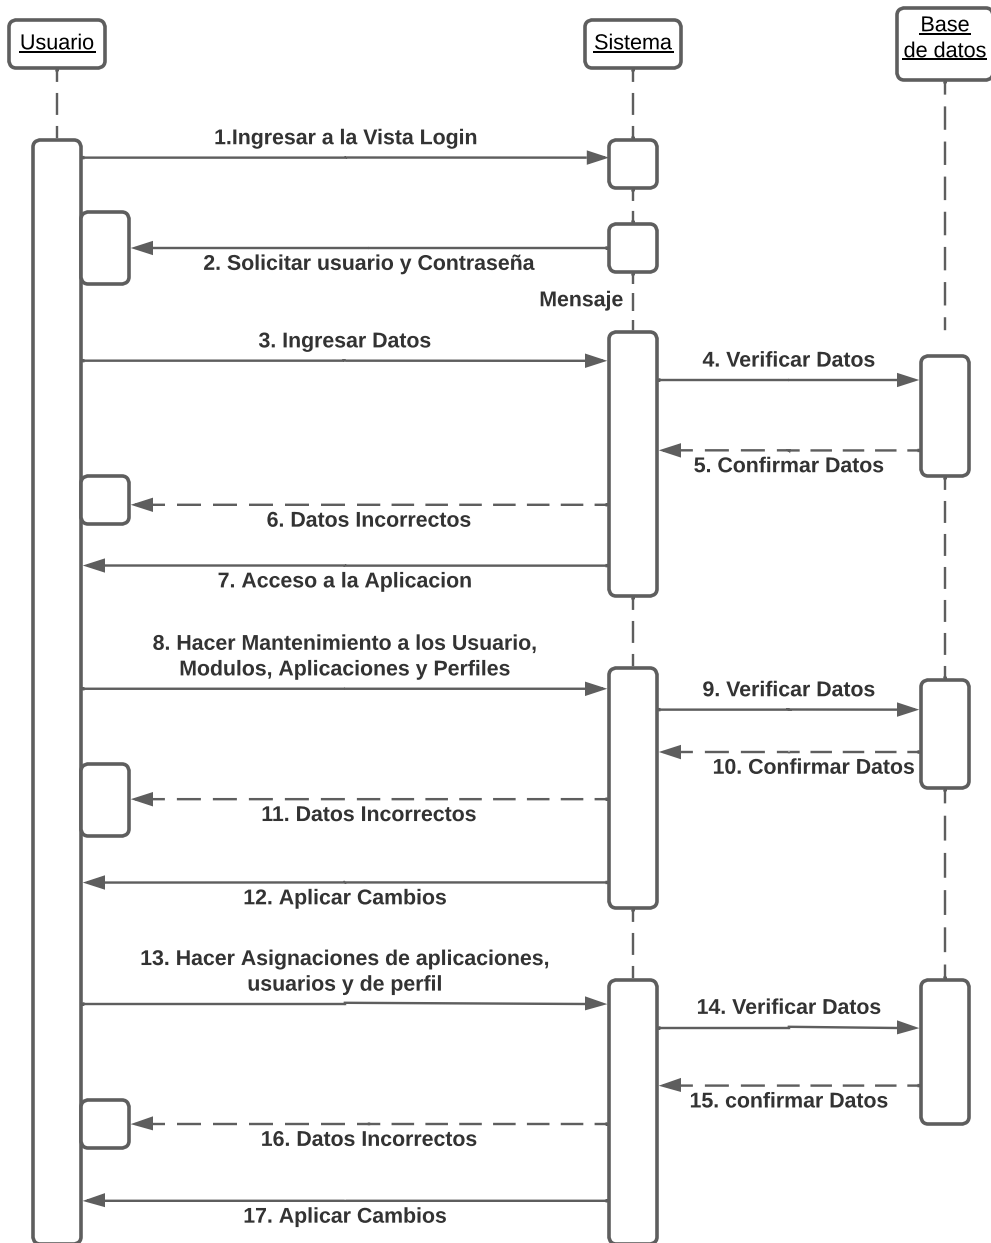 Usuario
Sistema
Base
de datos
1.Ingresar a la Vista Login
2. Solicitar usuario y Contraseña
Mensaje
3. Ingresar Datos
4. Verificar Datos
5. Confirmar Datos
6. Datos Incorrectos
7. Acceso a la Aplicacion
8. Hacer Mantenimiento a los Usuario,
Modulos, Aplicaciones y Perfiles
9. Verificar Datos
10. Confirmar Datos
11. Datos Incorrectos
12. Aplicar Cambios
13. Hacer Asignaciones de aplicaciones,
usuarios y de perfil
14. Verificar Datos
15. confirmar Datos
16. Datos Incorrectos
17. Aplicar Cambios